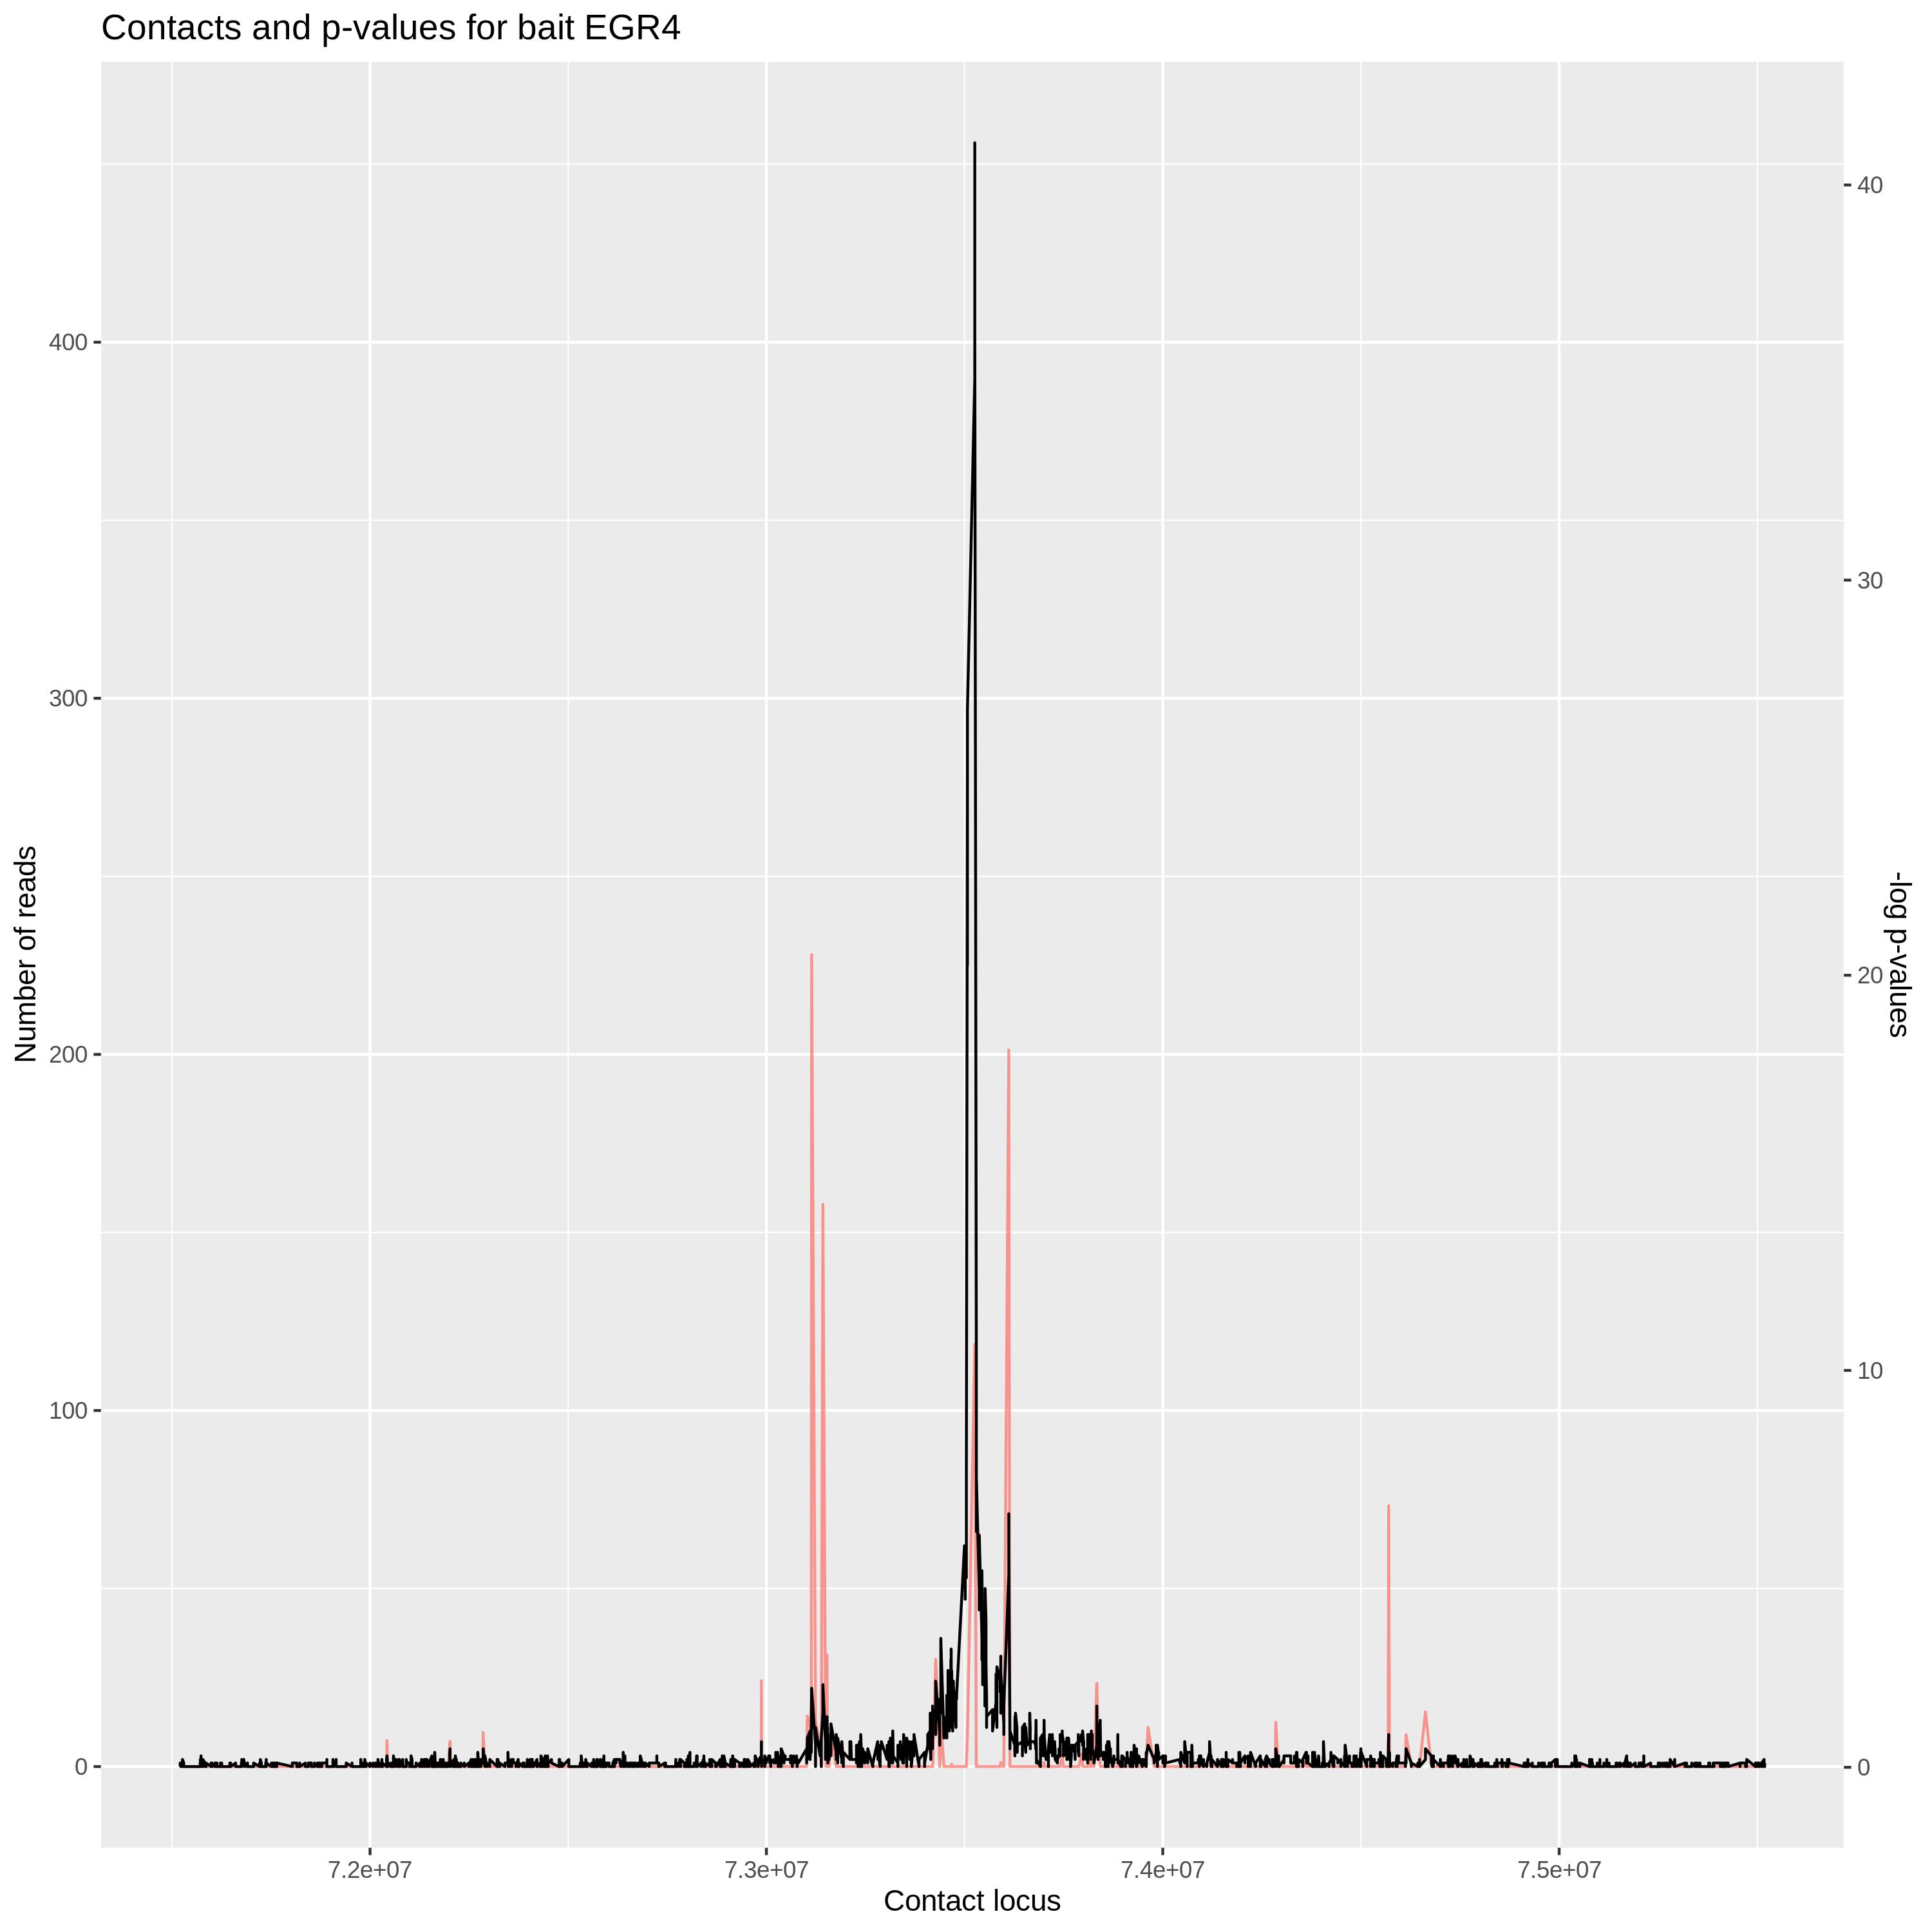 Contacts and p-values for bait EGR4
Number of reads
400
300
200
100
0
40
30
20
10
0
-log p-values
7.2e+07
7.3e+07
7.4e+07
7.5e+07
Contact locus